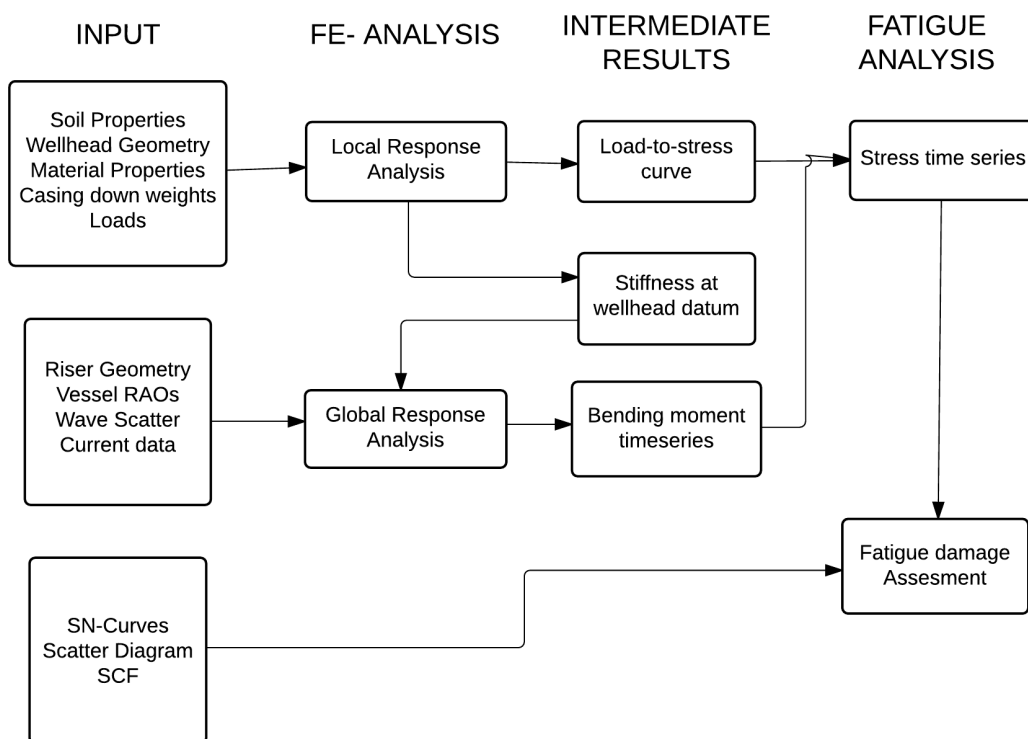 INPUT
FE- ANALYSIS
INTERMEDIATE
RESULTS
FATIGUE
ANALYSIS
Soil Properties
Wellhead Geometry
Material Properties
Casing down weights
Loads
Local Response
Analysis
Load-to-stress
curve
Stress time series
Stiffness at
wellhead datum
Riser Geometry
Vessel RAOs
Wave Scatter
Current data
Global Response
Analysis
Bending moment
timeseries
Fatigue damage
Assesment
SN-Curves
Scatter Diagram
SCF